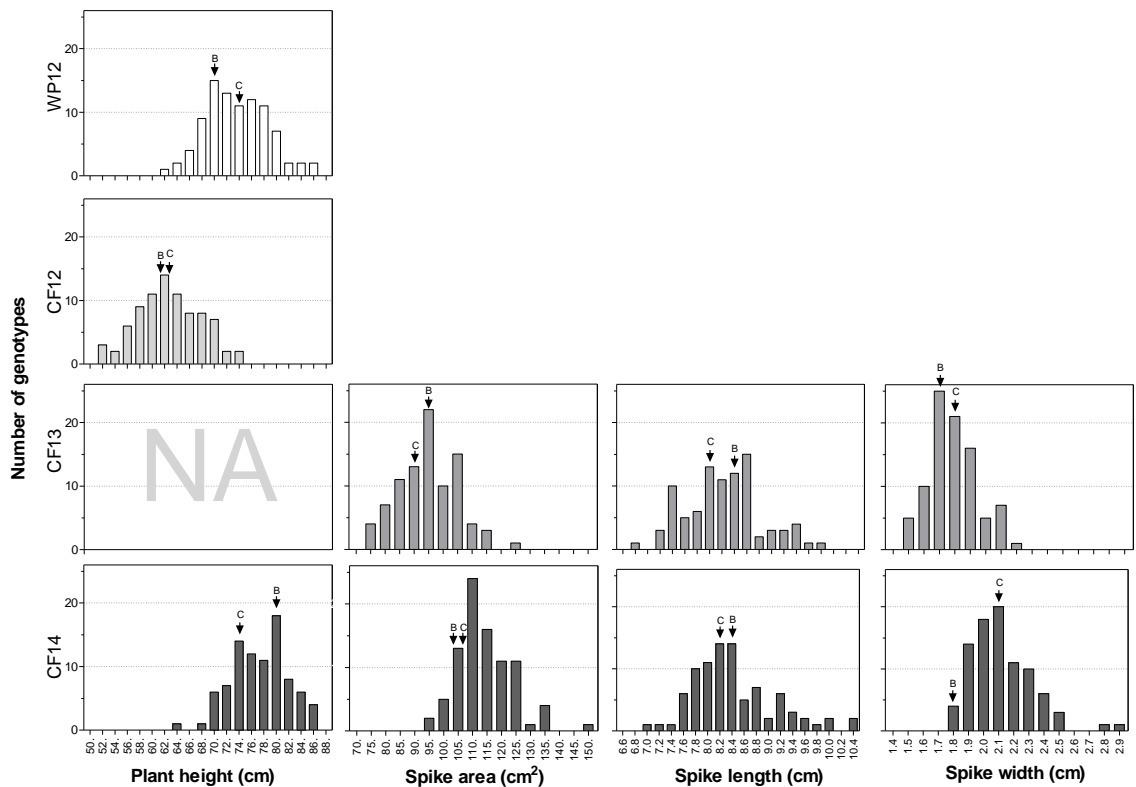 Number of genotypes
WP12
20
10
0
B
C
CF12
20
10
0
B
C
CF13
20
10
0
NA
C
B
C
B
B
C
CF14
20
10
0
C
B
B
C
C
B
B
C
50. 52. 54. 56. 58. 60. 62. 64. 66. 68. 70. 72. 74. 76. 78. 80. 82. 84. 86. 88.
70. 75. 80. 85. 90. 95. 100. 105. 110. 115. 120. 125. 130. 135. 140. 145. 150.
6.6 6.8 7.0 7.2 7.4 7.6 7.8 8.0 8.2 8.4 8.6 8.8 9.0 9.2 9.4 9.6 9.8 10.0 10.2 10.4
1.4 1.5 1.6 1.7 1.8 1.9 2.0 2.1 2.2 2.3 2.4 2.5 2.6 2.7 2.8 2.9
Plant height (cm)
Spike area (cm²)
Spike length (cm)
Spike width (cm)